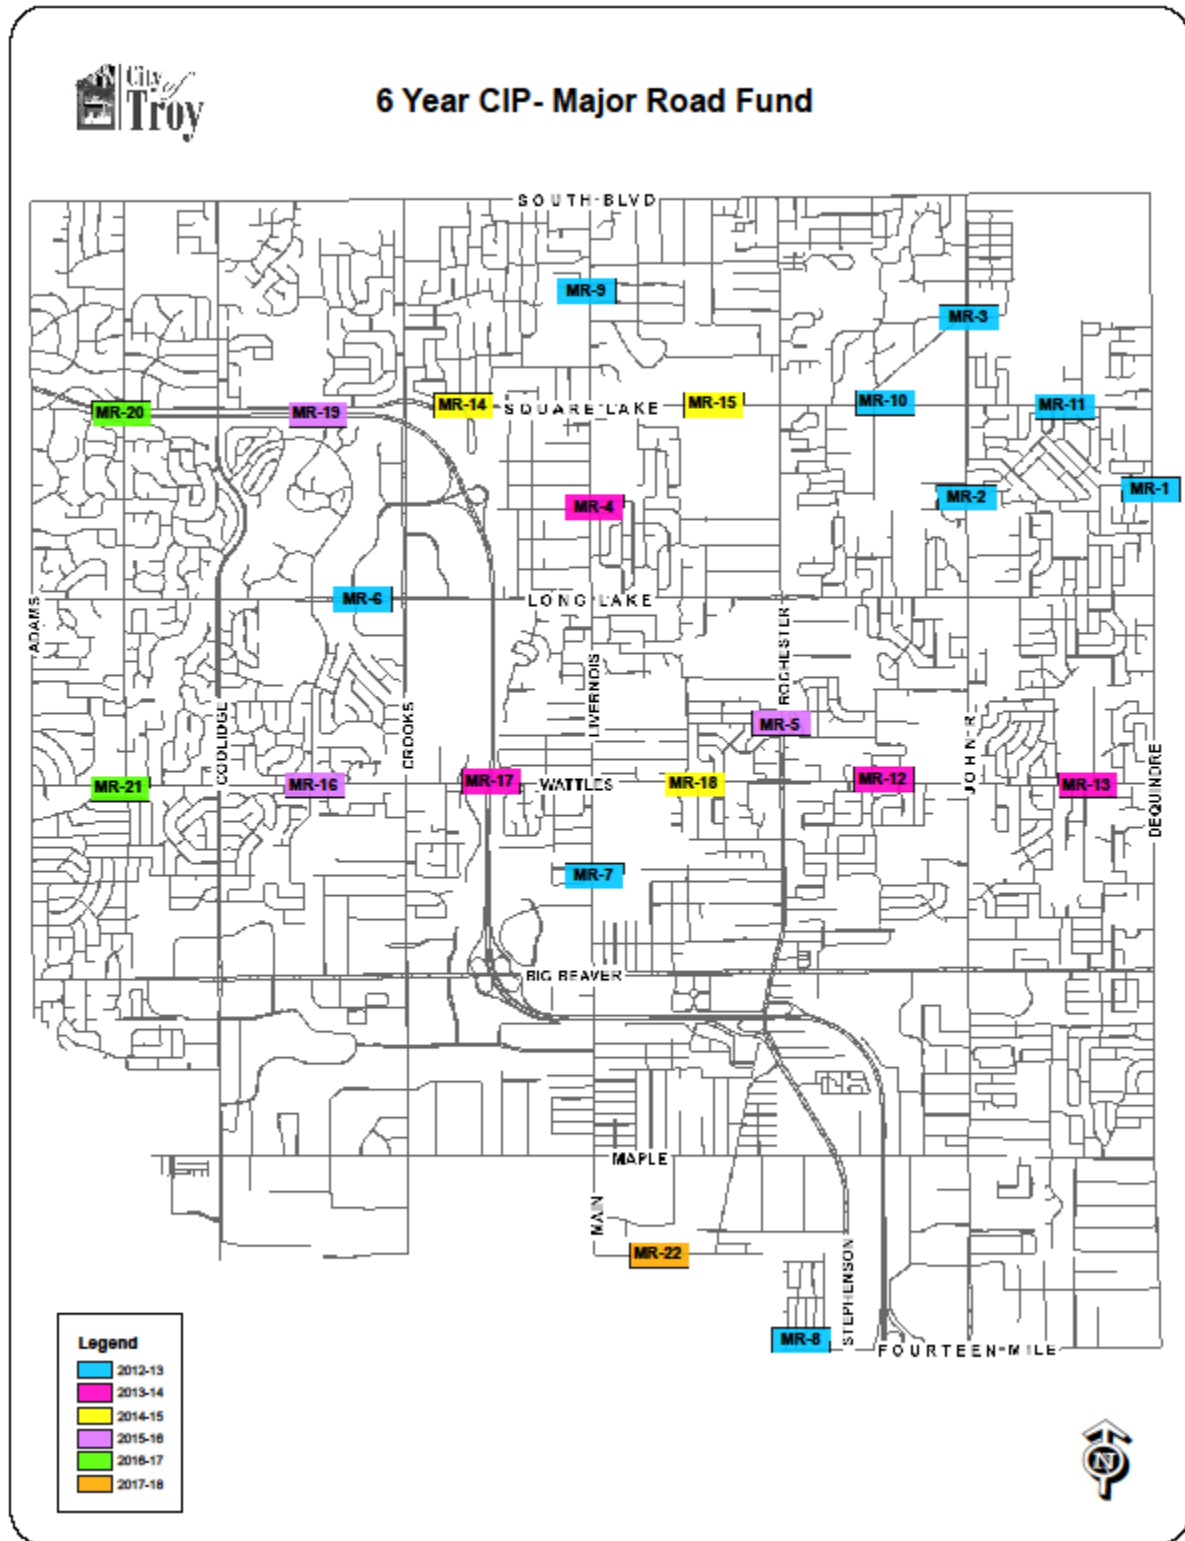 City of
Troy
6 Year CIP- Major Road Fund
SOUTH BLVD
MR-9
MR-3
MR-20
MR-19
MR-14
SQUARE LAKE
MR-15
MR-10
MR-11
MR-4
MR-2
MR-1
MR-6
LONG LAKE
ADAMS
COOLIDGE
CROOKS
LIVERNOIS
ROCHESTER
JOHN R
DEQUINDRE
MR-5
MR-21
MR-16
MR-17
WATTLES
MR-18
MR-12
MR-13
MR-7
BIG BEAVER
MAPLE
MAIN
STEPHENSON
MR-22
MR-8
FOURTEEN MILE
Legend
2012-13
2013-14
2014-15
2015-16
2016-17
2017-18
N